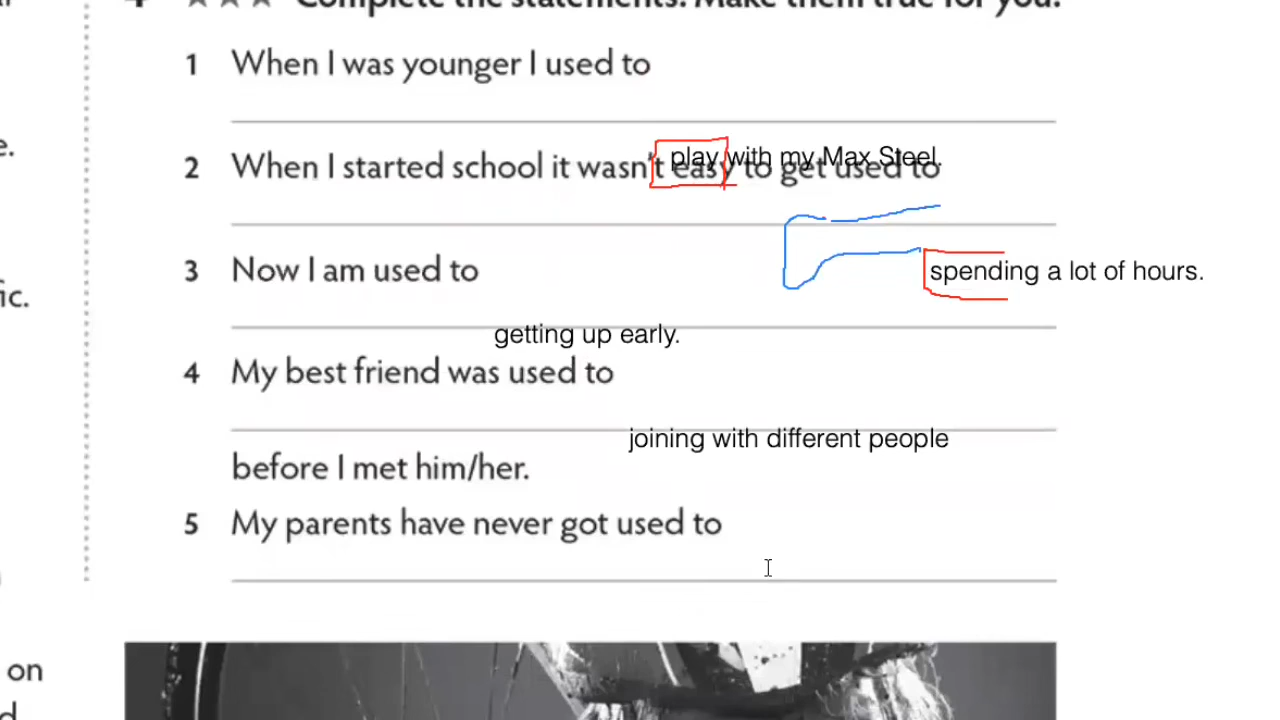 Complete the statements. Make them true for you.
1 When I was younger I used to
play with my Max Steel.
2 When I started school it wasn't easy to get used to
spending a lot of hours.
3 Now I am used to
getting up early.
4 My best friend was used to
joining with different people
before I met him/her.
5 My parents have never got used to
e.
fic.
on